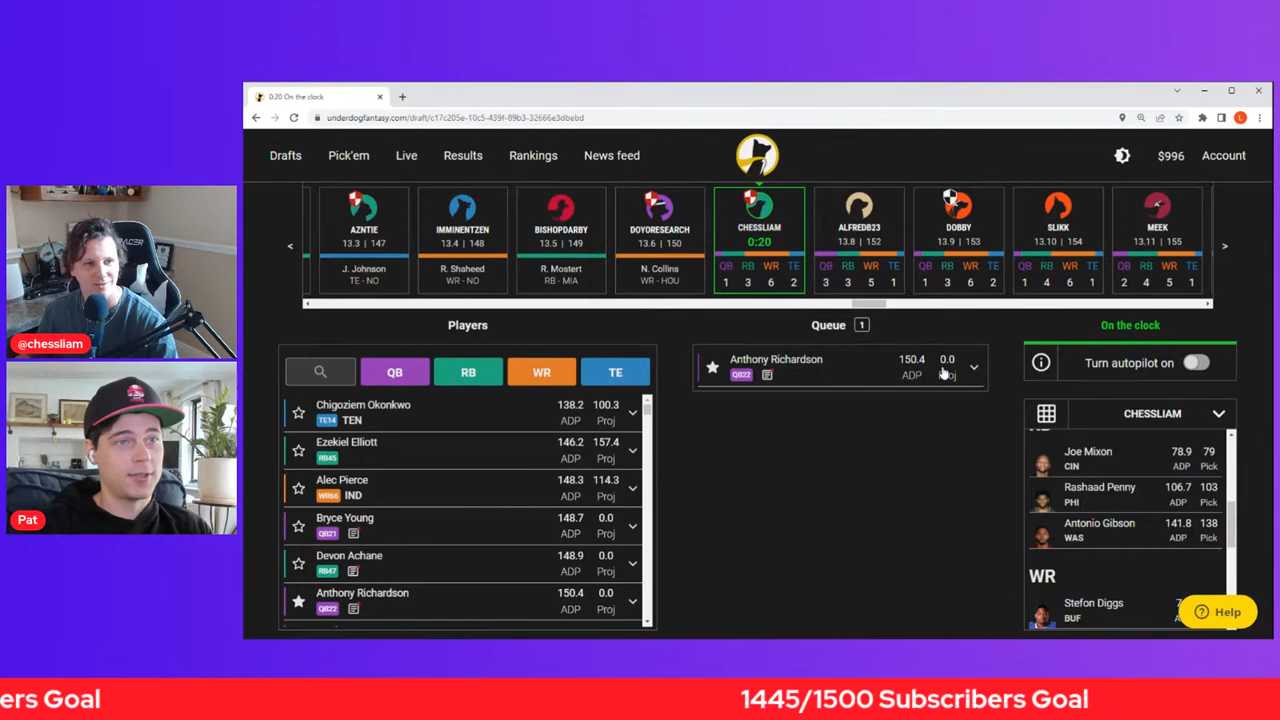 0:20 On the clock
underdogfantasy.com/draft/c17c205e-10c5-439f-89b3-32666e3dbebd
L
Drafts
Pick'em
Live
Results
Rankings
News feed
$996
Account
AZNTIE
13.3 | 147
J. Johnson
TE - NO
IMMINENTZEN
13.4 | 148
R. Shaheed
WR - NO
BISHOPDARBY
13.5 | 149
R. Mostert
RB - MIA
DOYORESEARCH
13.6 | 150
N. Collins
WR - HOU
CHESSLIAM
0:20
QB RB WR TE
1 3 6 2
ALFREDB23
13.8 | 152
QB RB WR TE
3 3 5 1
DOBBY
13.9 | 153
QB RB WR TE
1 3 6 2
SLIKK
13.10 | 154
QB RB WR TE
1 4 6 1
MEEK
13.11 | 155
QB RB WR TE
2 4 5 1
Players
QB
RB
WR
TE
Chigoziem Okonkwo 138.2 100.3
TE14 TEN ADP Proj
Ezekiel Elliott 146.2 157.4
RB45 ADP Proj
Alec Pierce 148.3 114.3
WR66 IND ADP Proj
Bryce Young 148.7 0.0
QB21 ADP Proj
Devon Achane 148.9 0.0
RB47 ADP Proj
Anthony Richardson 150.4 0.0
QB22 ADP Proj
Queue 1
Anthony Richardson 150.4 0.0
QB22 ADP
On the clock
Turn autopilot on
CHESSLIAM
Joe Mixon 78.9 79
CIN ADP Pick
Rashaad Penny 106.7 103
PHI ADP Pick
Antonio Gibson 141.8 138
WAS ADP Pick
WR
Stefon Diggs
BUF
Help
@chessliam
Pat
ers Goal
1445/1500 Subscribers Goal